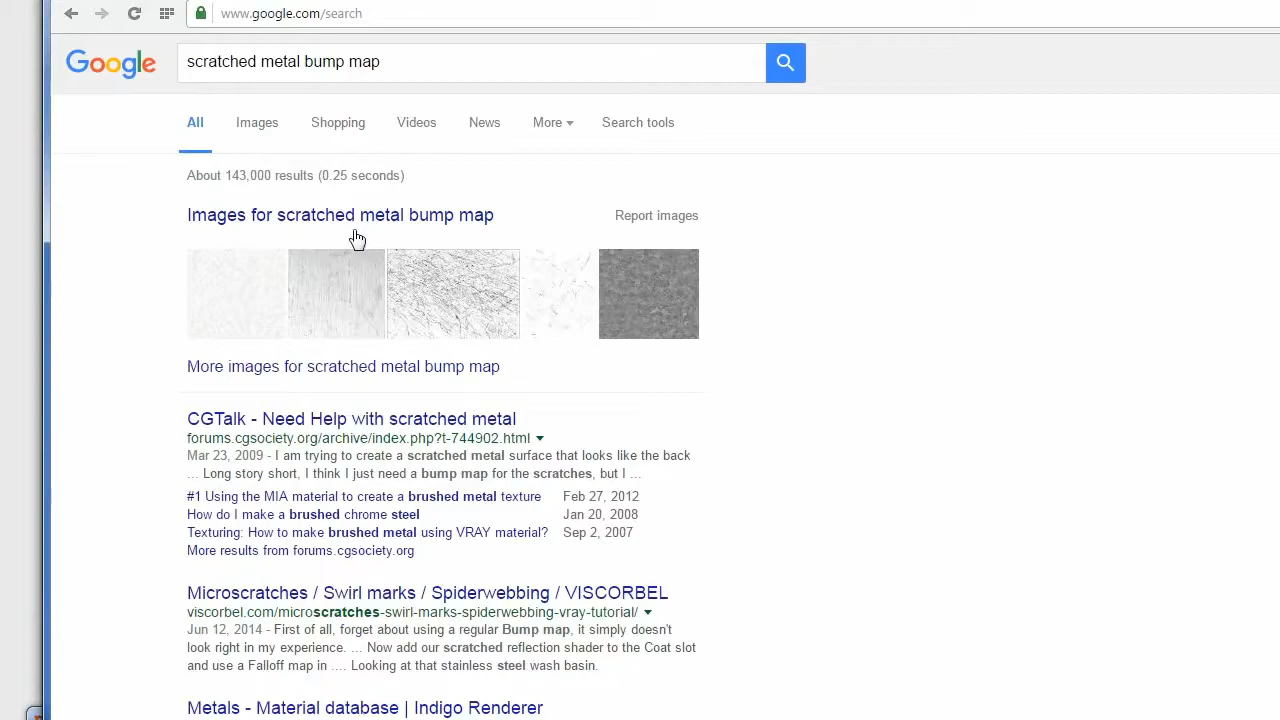 www.google.com/search
Google
scratched metal bump map
All Images Shopping Videos News More Search tools
About 143,000 results (0.25 seconds)
Images for scratched metal bump map Report images
More images for scratched metal bump map
CGTalk - Need Help with scratched metal
forums.cgsociety.org/archive/index.php?t-744902.html
Mar 23, 2009 - I am trying to create a scratched metal surface that looks like the back
... Long story short, I think I just need a bump map for the scratches, but I ...
#1 Using the MIA material to create a brushed metal texture Feb 27, 2012
How do I make a brushed chrome steel Jan 20, 2008
Texturing: How to make brushed metal using VRAY material? Sep 2, 2007
More results from forums.cgsociety.org
Microscratches / Swirl marks / Spiderwebbing / VISCORBEL
viscorbel.com/microscratches-swirl-marks-spiderwebbing-vray-tutorial/
Jun 12, 2014 - First of all, forget about using a regular Bump map, it simply doesn't
look right in my experience. ... Now add our scratched reflection shader to the Coat slot
and use a Falloff map in .... Looking at that stainless steel wash basin.
Metals - Material database | Indigo Renderer